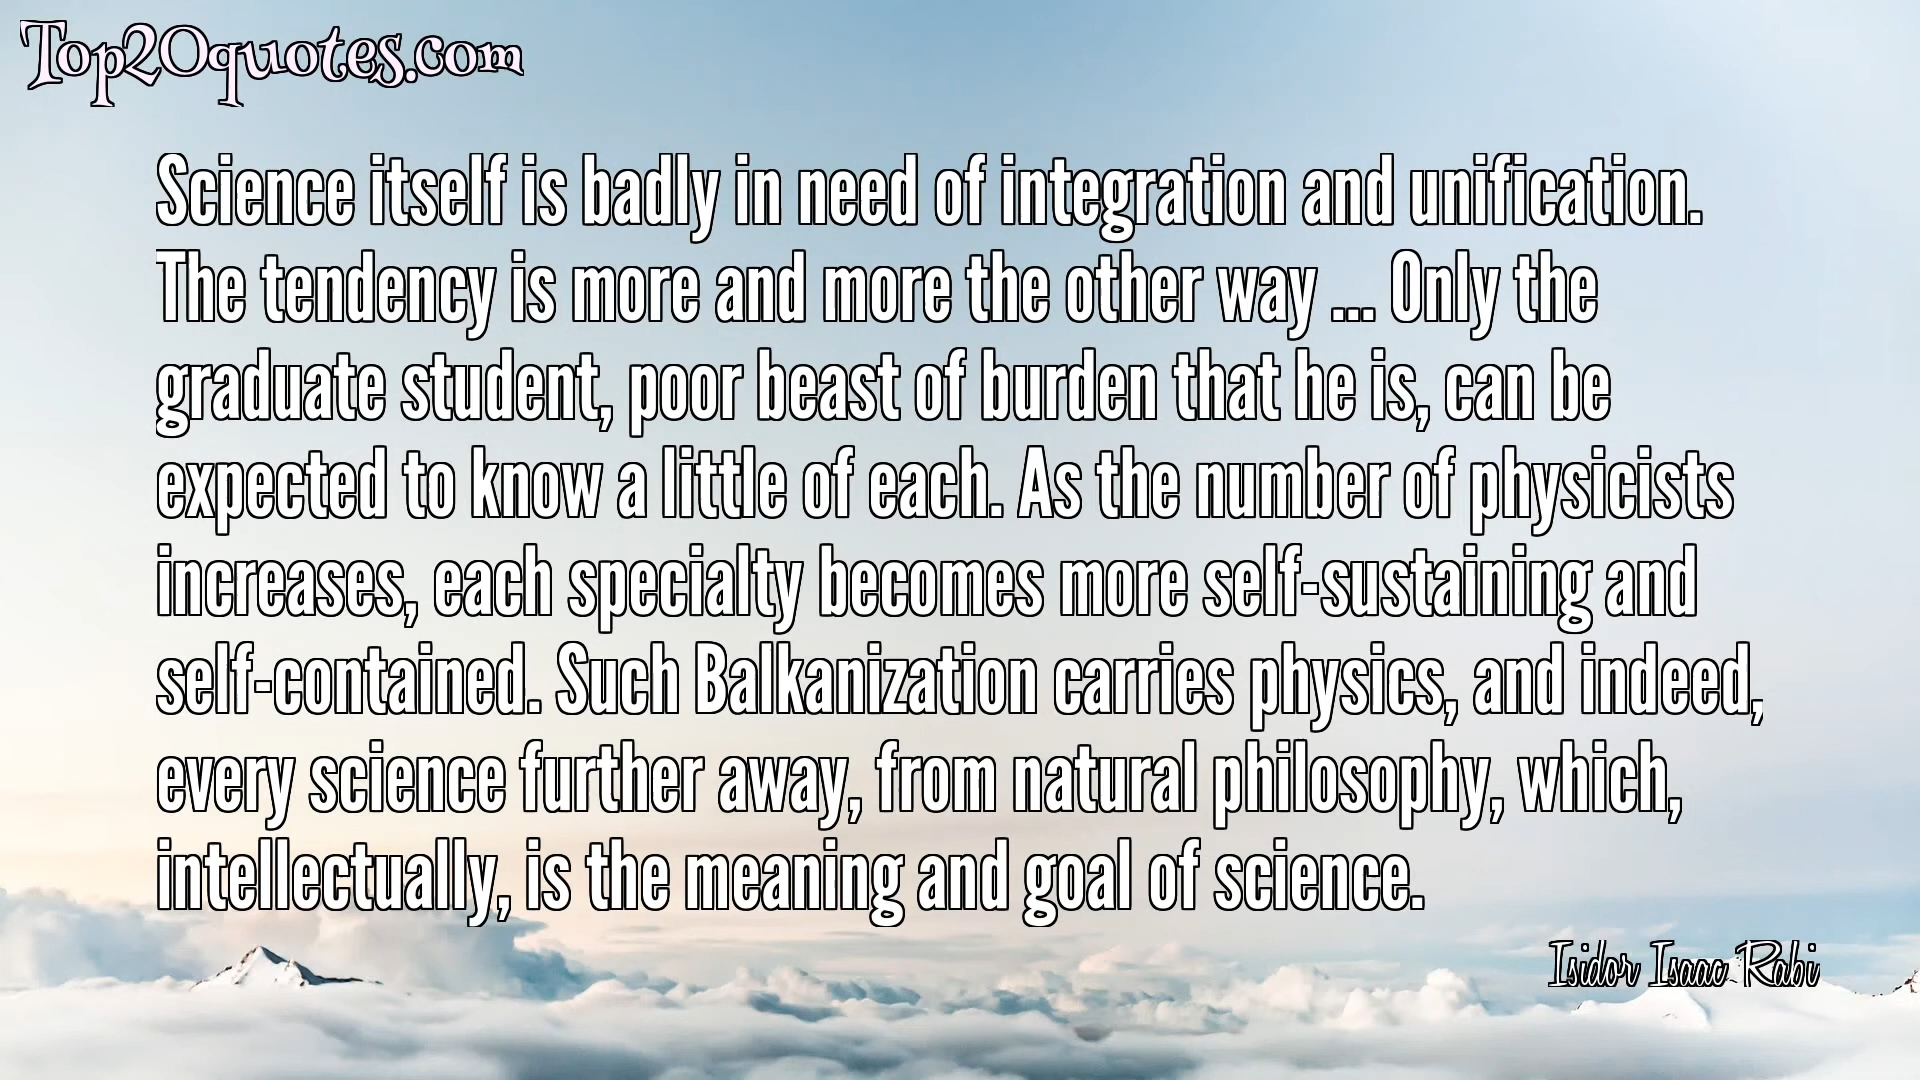 Top20quotes.com
Science itself is badly in need of integration and unification.
The tendency is more and more the other way ... Only the
graduate student, poor beast of burden that he is, can be
expected to know a little of each. As the number of physicists
increases, each specialty becomes more self-sustaining and
self-contained. Such Balkanization carries physics, and indeed,
every science further away, from natural philosophy, which,
intellectually, is the meaning and goal of science.
Isidor Isaac Rabi